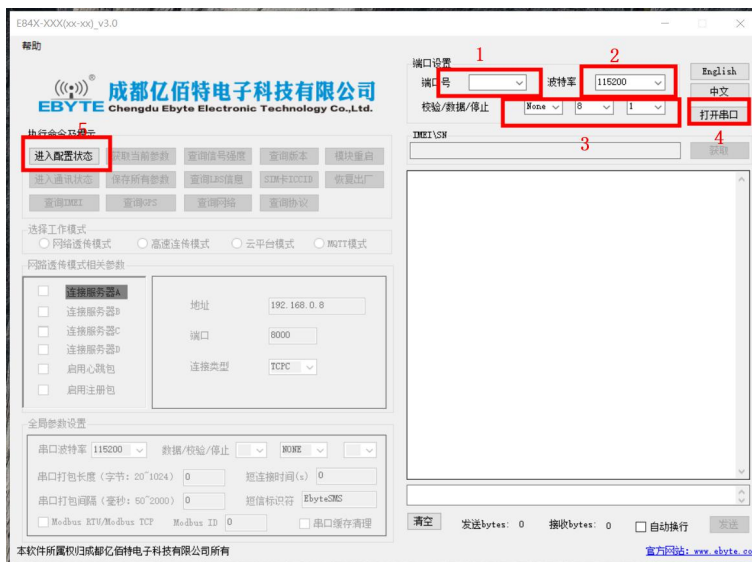 E84X-XXX(xx-xx)_v3.0
帮助
EBYTE
成都亿佰特电子科技有限公司
Chengdu Ebyte Electronic Technology Co.,Ltd.
1
2
端口设置
端口号
波特率 115200
English
中文
校验/数据/停止 None 8 1
打开串口
3
4
5
执行命令及提示
进入配置状态 获取当前参数 查询信号强度 查询版本 模块重启
进入通讯状态 保存所有参数 查询LBS信息 SIM卡ICCID 恢复出厂
查询IMEI 查询GPS 查询网络 查询协议
IMEI\SN
获取
选择工作模式
网络透传模式 高速连传模式 云平台模式 MQTT模式
网路透传模式相关参数
连接服务器A
连接服务器B
连接服务器C
连接服务器D
启用心跳包
启用注册包
地址 192.168.0.8
端口 8000
连接类型 TCPC
全局参数设置
串口波特率 115200 数据/校验/停止 NONE
串口打包长度（字节：20~1024） 0 短连接时间(s) 0
串口打包间隔（毫秒：50~2000） 0 短信标识符 EbyteSMS
Modbus RTU/Modbus TCP Modbus ID 0 串口缓存清理
清空 发送bytes: 0 接收bytes: 0 自动换行 发送
本软件所属权归成都亿佰特电子科技有限公司所有
官方网站: www.ebyte.co